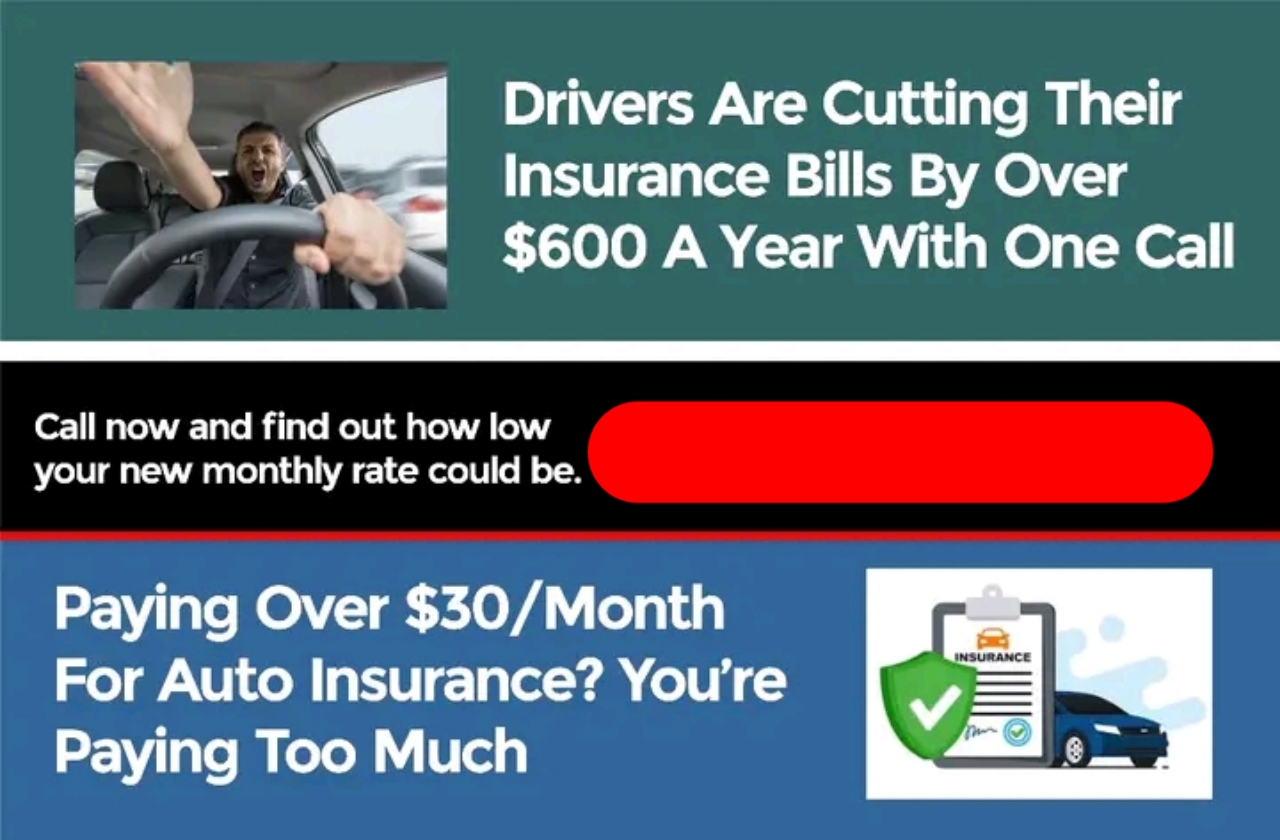 Drivers Are Cutting Their
Insurance Bills By Over
$600 A Year With One Call
Call now and find out how low
your new monthly rate could be.
Paying Over $30/Month
For Auto Insurance? You’re
Paying Too Much
INSURANCE